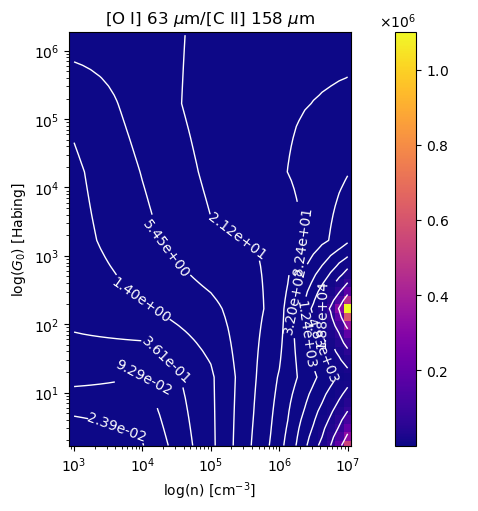 [O I] 63 μm/[C II] 158 μm
×10⁶
10⁶
10⁵
10⁴
10³
10²
10¹
log(G₀) [Habing]
5.45e+00
2.12e+01
1.40e+00
3.61e-01
9.29e-02
2.39e-02
3.20e+02
1.24e+03
10³
10⁴
10⁵
10⁶
10⁷
log(n) [cm⁻³]
1.0
0.8
0.6
0.4
0.2